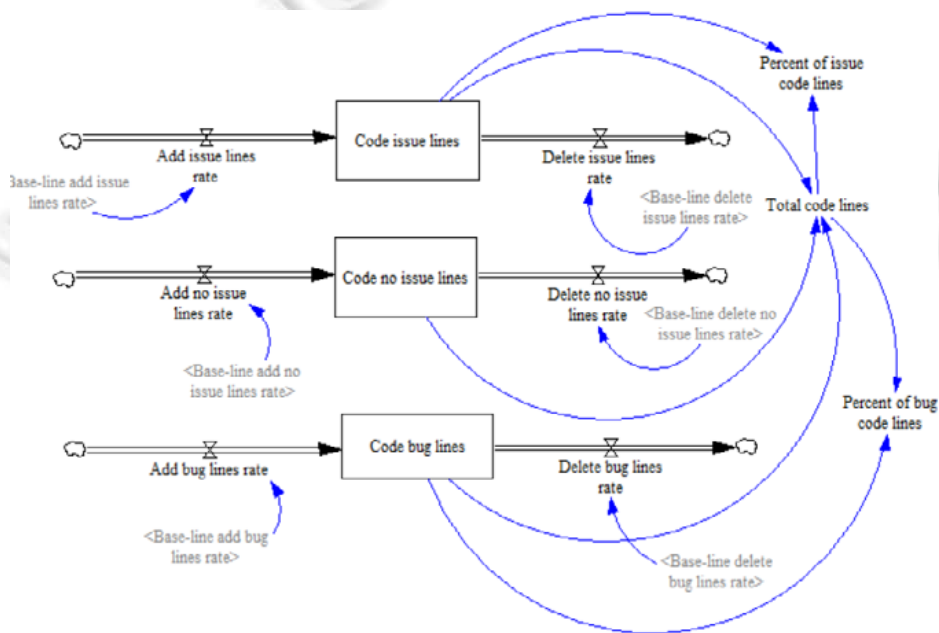 Percent of issue
code lines
Code issue lines
Add issue lines
rate
Delete issue lines
rate
Base-line add issue
lines rate>
<Base-line delete
issue lines rate>
Total code lines
Code no issue lines
Add no issue
lines rate
Delete no issue
lines rate
<Base-line delete no
issue lines rate>
<Base-line add no
issue lines rate>
Percent of bug
code lines
Code bug lines
Add bug lines rate
Delete bug lines
rate
<Base-line add bug
lines rate>
<Base-line delete
bug lines rate>